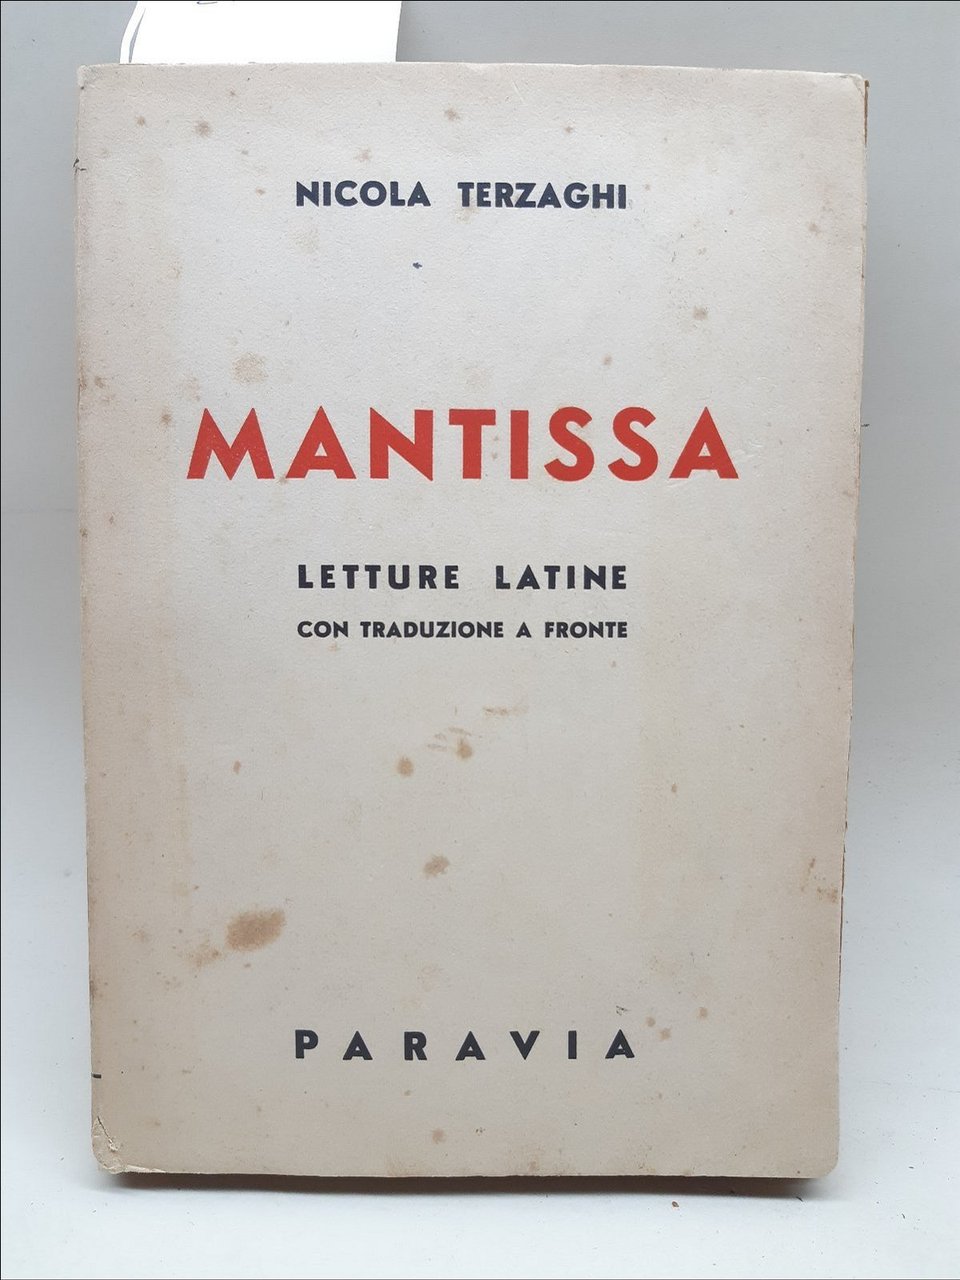 NICOLA TERZAGHI
MANTISSA
LETTURE LATINE
CON TRADUZIONE A FRONTE
PARAVIA